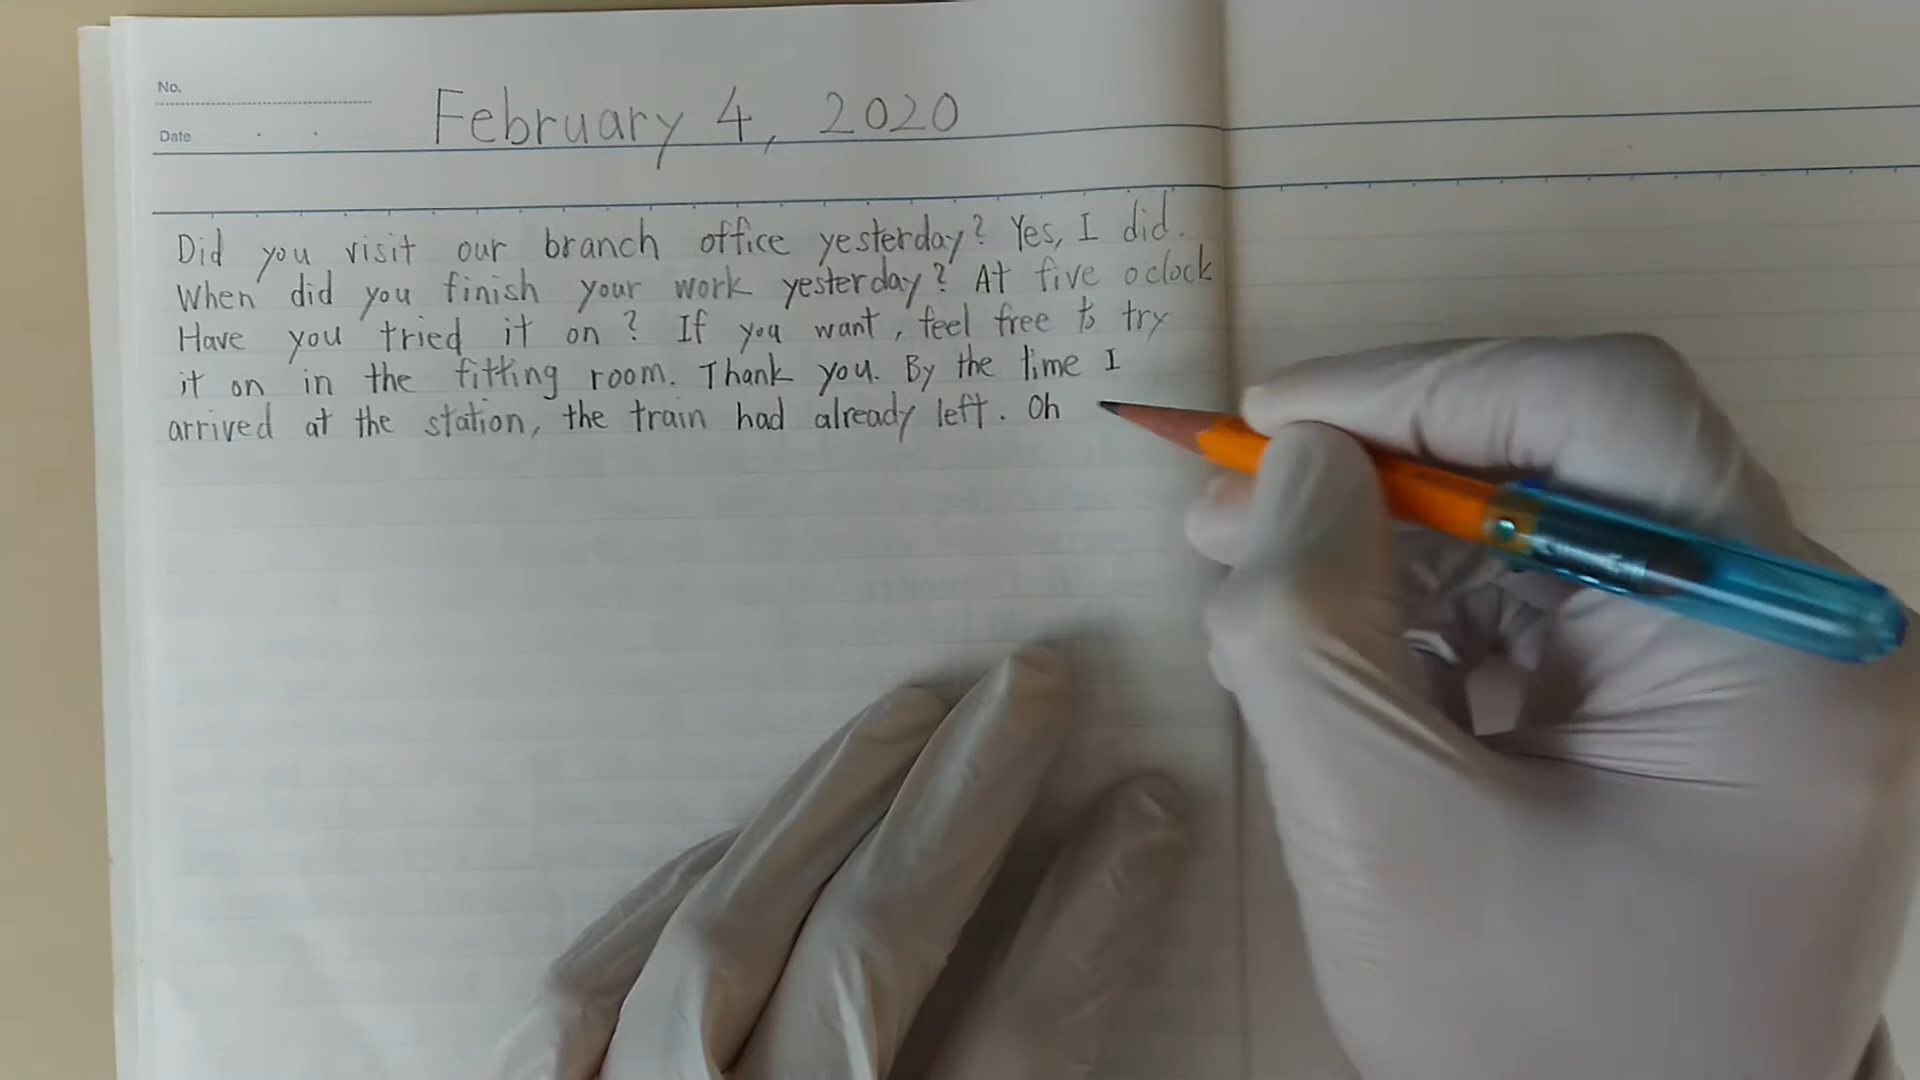 No.
Date
February 4, 2020
Did you visit our branch office yesterday? Yes, I did.
When did you finish your work yesterday? At five oclock
Have you tried it on? If you want, feel free to try
it on in the fitting room. Thank you. By the time I
arrived at the station, the train had already left. Oh